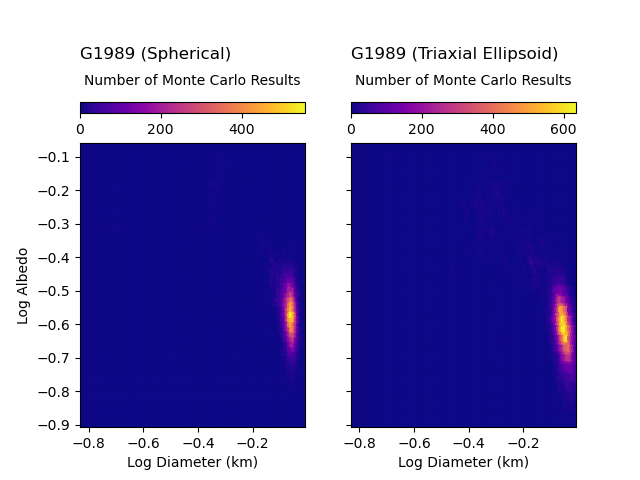 G1989 (Spherical)
Number of Monte Carlo Results
0 200 400
G1989 (Triaxial Ellipsoid)
Number of Monte Carlo Results
0 200 400 600
Log Albedo
−0.1
−0.2
−0.3
−0.4
−0.5
−0.6
−0.7
−0.8
−0.9
−0.8 −0.6 −0.4 −0.2
Log Diameter (km)
−0.8 −0.6 −0.4 −0.2
Log Diameter (km)